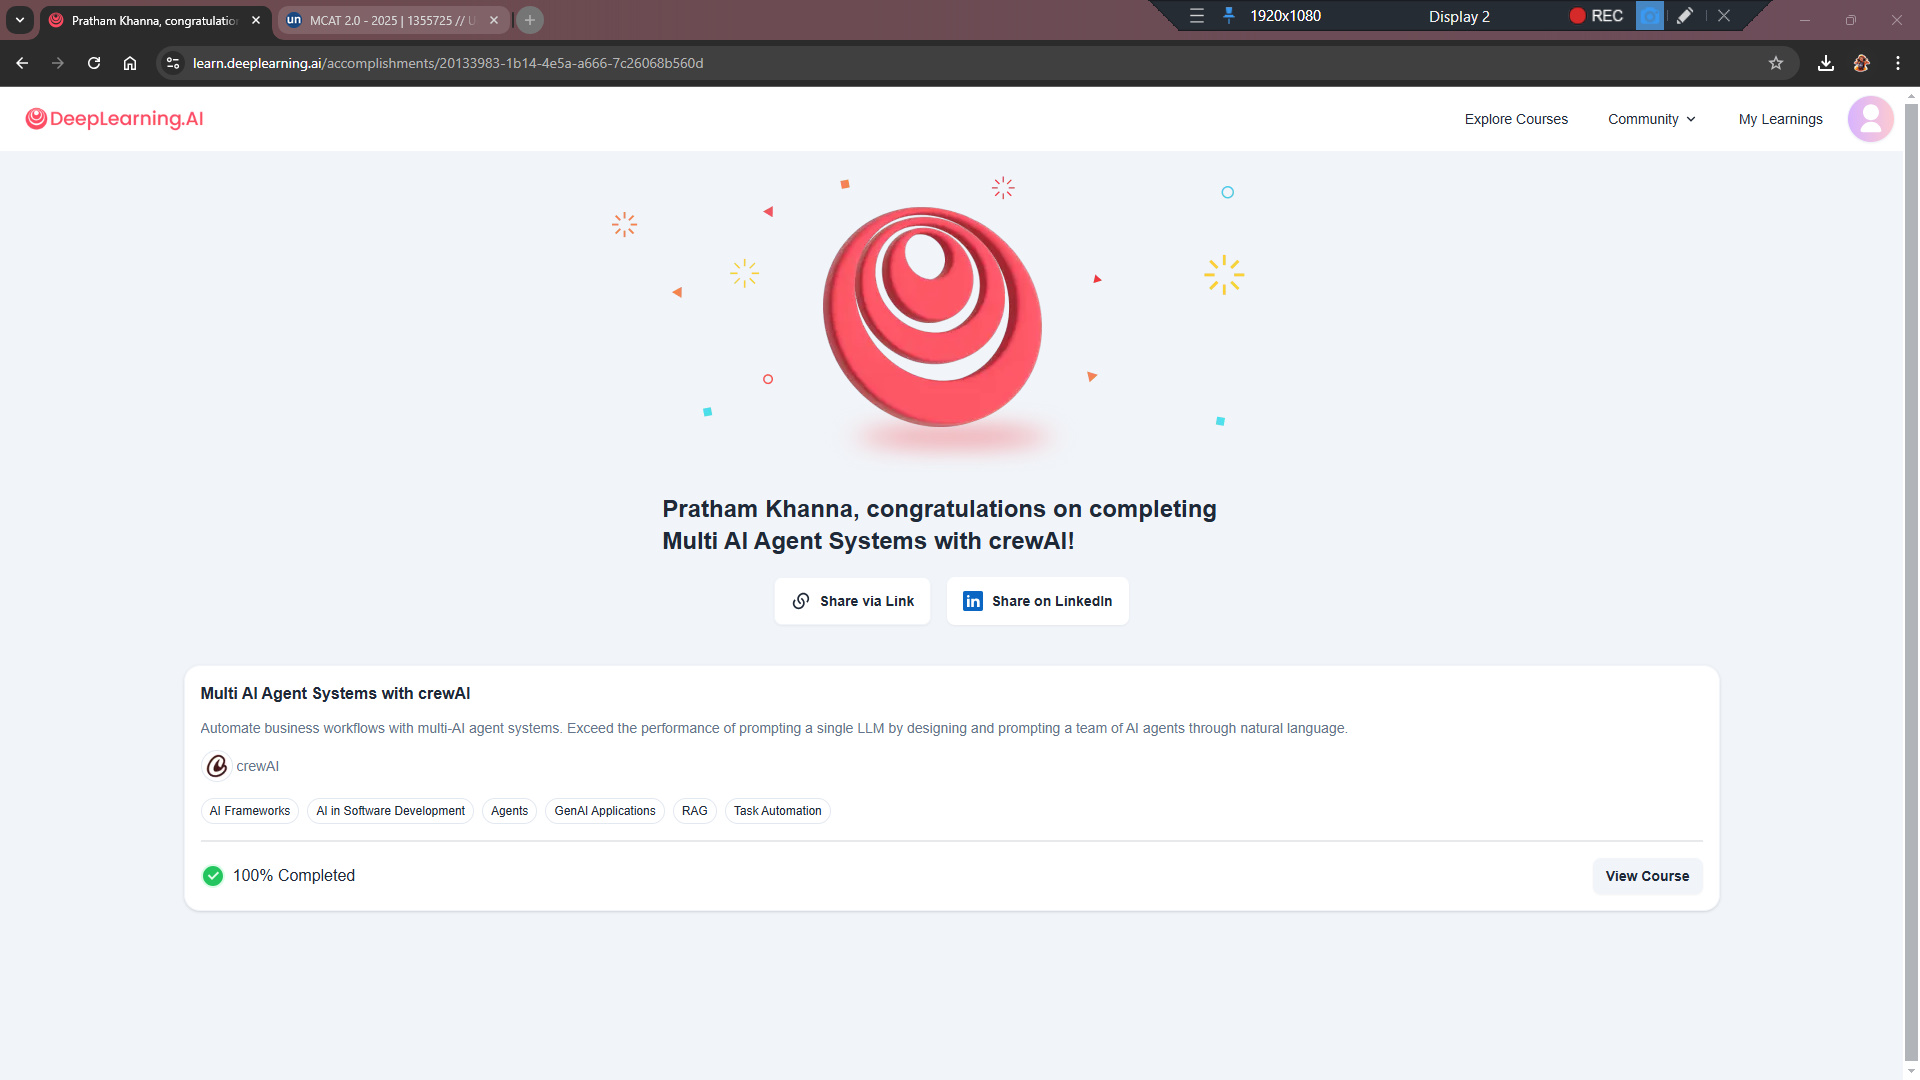 Pratham Khanna, congratulatio
un MCAT 2.0 - 2025 | 1355725 // U
1920x1080
Display 2
REC
learn.deeplearning.ai/accomplishments/20133983-1b14-4e5a-a666-7c26068b560d
DeepLearning.AI
Explore Courses
Community
My Learnings
Pratham Khanna, congratulations on completing
Multi AI Agent Systems with crewAI!
Share via Link
in Share on LinkedIn
Multi AI Agent Systems with crewAI
Automate business workflows with multi-AI agent systems. Exceed the performance of prompting a single LLM by designing and prompting a team of AI agents through natural language.
crewAI
AI Frameworks
AI in Software Development
Agents
GenAI Applications
RAG
Task Automation
100% Completed
View Course